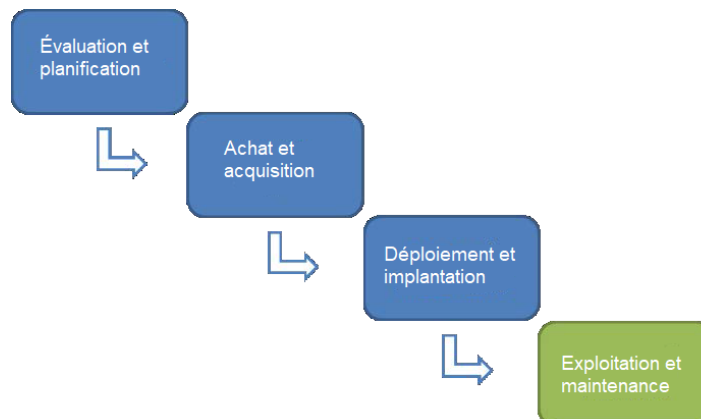 Évaluation et
planification
Achat et
acquisition
Déploiement et
implantation
Exploitation et
maintenance